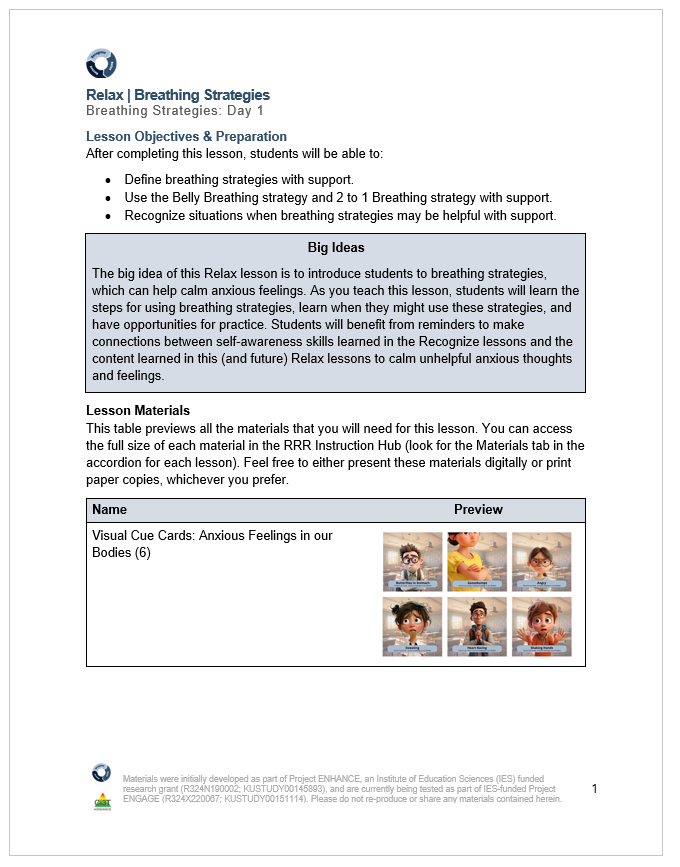 Relax | Breathing Strategies
Breathing Strategies: Day 1
Lesson Objectives & Preparation
After completing this lesson, students will be able to:
• Define breathing strategies with support.
• Use the Belly Breathing strategy and 2 to 1 Breathing strategy with support.
• Recognize situations when breathing strategies may be helpful with support.
Big Ideas
The big idea of this Relax lesson is to introduce students to breathing strategies,
which can help calm anxious feelings. As you teach this lesson, students will learn the
steps for using breathing strategies, learn when they might use these strategies, and
have opportunities for practice. Students will benefit from reminders to make
connections between self-awareness skills learned in the Recognize lessons and the
content learned in this (and future) Relax lessons to calm unhelpful anxious thoughts
and feelings.
Lesson Materials
This table previews all the materials that you will need for this lesson. You can access
the full size of each material in the RRR Instruction Hub (look for the Materials tab in the
accordion for each lesson). Feel free to either present these materials digitally or print
paper copies, whichever you prefer.
Name Preview
Visual Cue Cards: Anxious Feelings in our
Bodies (6)
Butterflies in Stomach
Angry
Sweating
Heart Racing
Shaking Hands
Materials were initially developed as part of Project ENHANCE, an Institute of Education Sciences (IES) funded
research grant (R324N190002; KUSTUDY00145893), and are currently being tested as part of IES-funded Project
ENGAGE (R324X220067; KUSTUDY00151114). Please do not re-produce or share any materials contained herein.
1